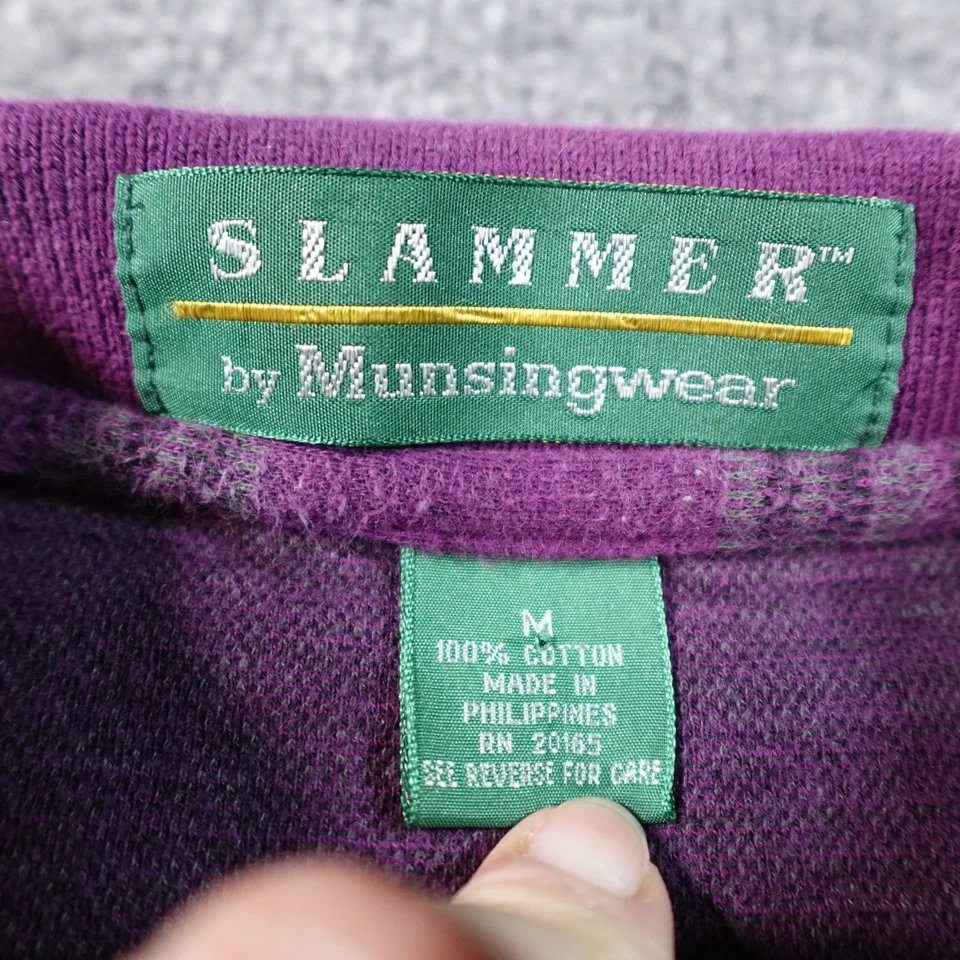 SLAMMER™
by Munsingwear
M
100% COTTON
MADE IN
PHILIPPINES
RN 20165
SEE REVERSE FOR CARE